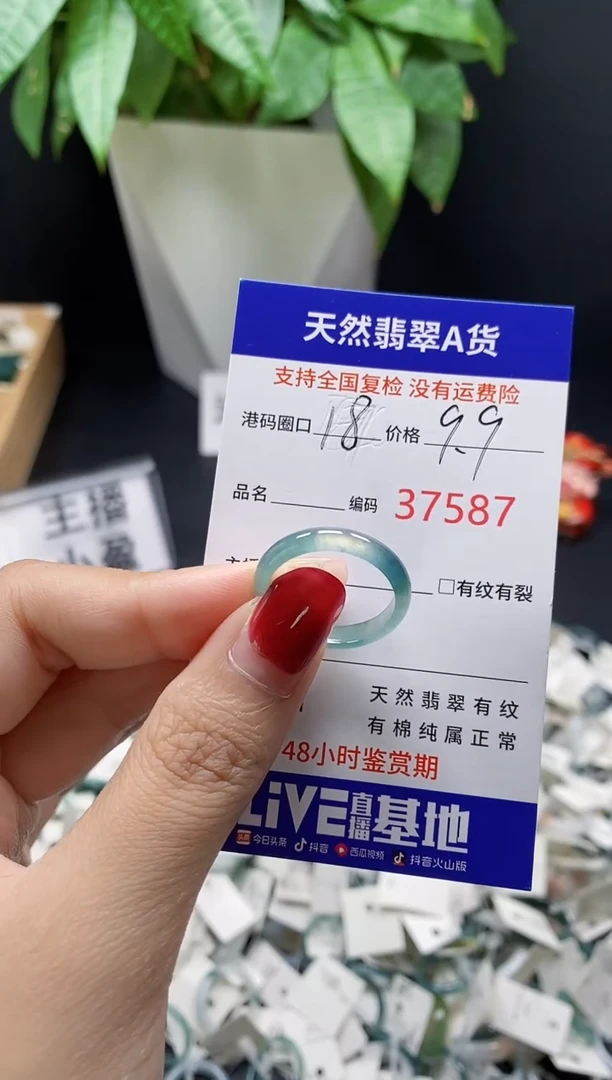 天然翡翠A货
支持全国复检 没有运费险
港码圈口 18 价格 9.9
品名 编码 37587
□有纹有裂
天然翡翠有纹
有棉纯属正常
48小时鉴赏期
LiVE直播基地
头条 今日头条 抖音 西瓜视频 抖音火山版
主播